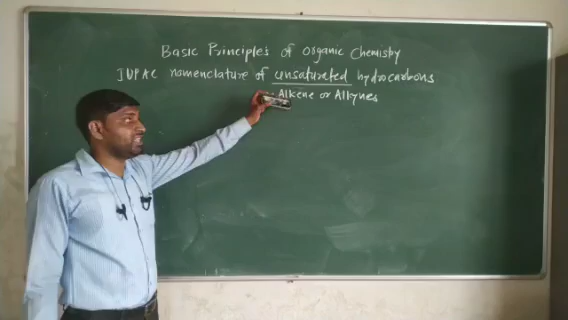 Basic Principles of Organic Chemistry
IUPAC nomenclature of unsaturated hydrocarbons
Alkene or Alkynes